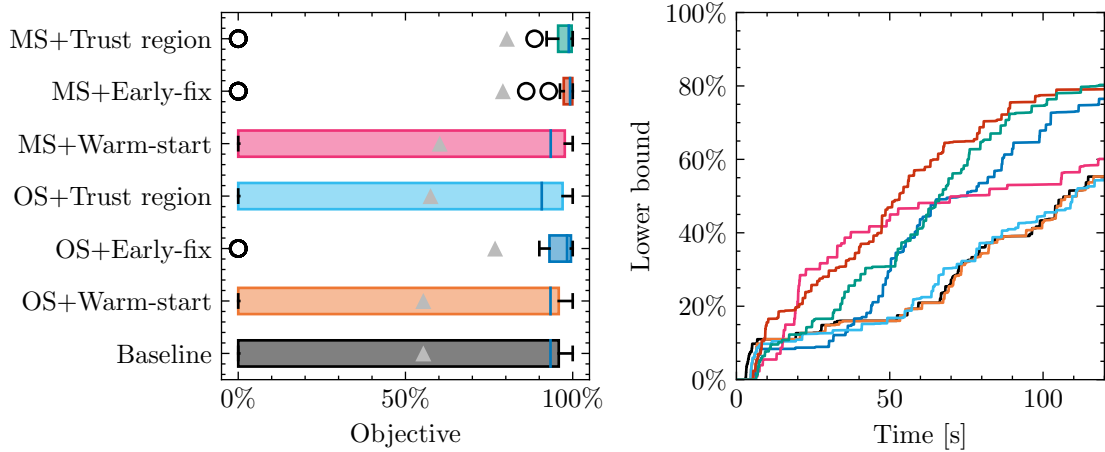 MS+Trust region
MS+Early-fix
MS+Warm-start
OS+Trust region
OS+Early-fix
OS+Warm-start
Baseline
0%
50%
100%
Objective
100%
80%
60%
40%
20%
0%
Lower bound
0
50
100
Time [s]